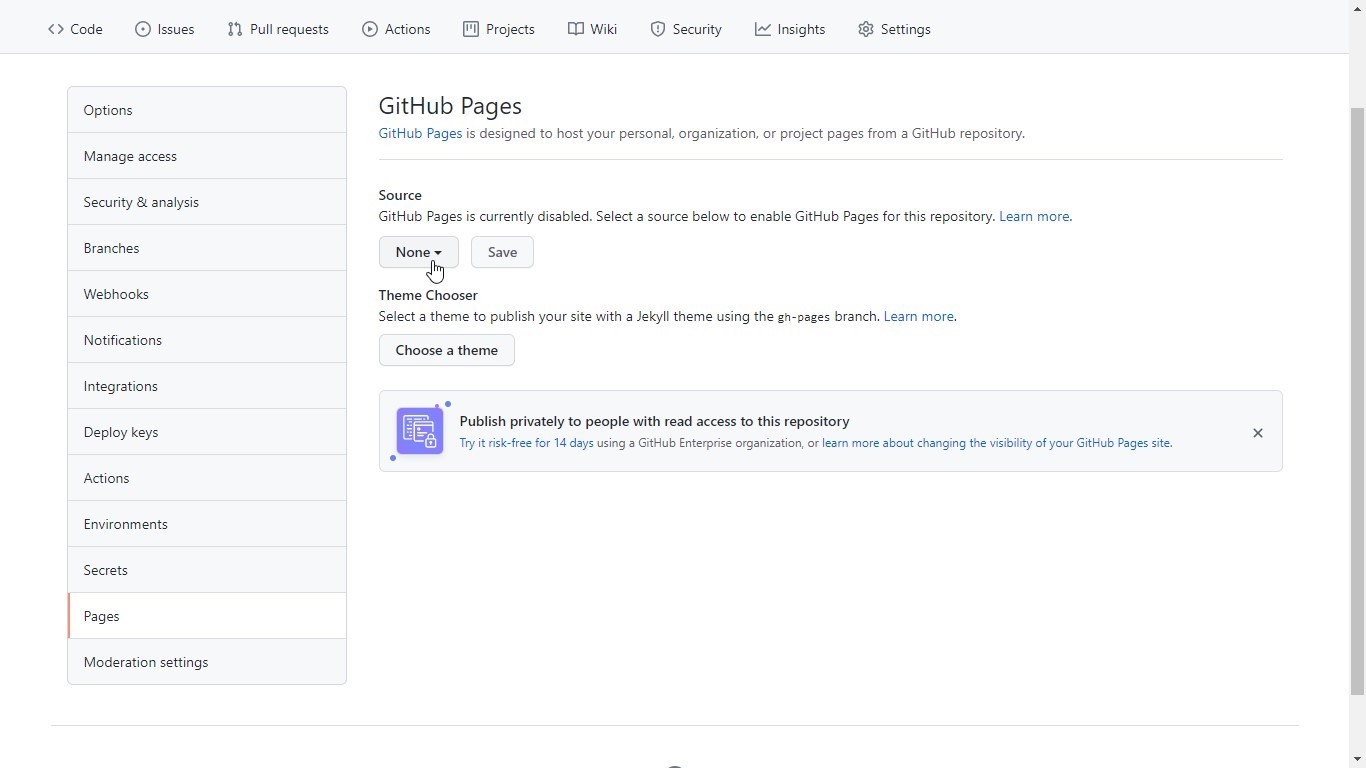 Code Issues Pull requests Actions Projects Wiki Security Insights Settings
Options
Manage access
Security & analysis
Branches
Webhooks
Notifications
Integrations
Deploy keys
Actions
Environments
Secrets
Pages
Moderation settings
GitHub Pages
GitHub Pages is designed to host your personal, organization, or project pages from a GitHub repository.
Source
GitHub Pages is currently disabled. Select a source below to enable GitHub Pages for this repository. Learn more.
None Save
Theme Chooser
Select a theme to publish your site with a Jekyll theme using the gh-pages branch. Learn more.
Choose a theme
Publish privately to people with read access to this repository
Try it risk-free for 14 days using a GitHub Enterprise organization, or learn more about changing the visibility of your GitHub Pages site.